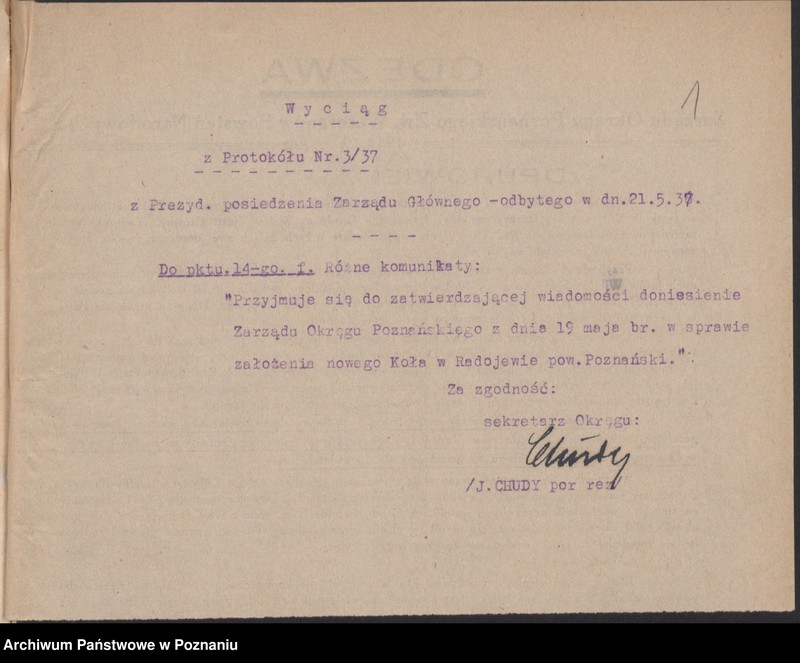 1
Wyciąg
z Protokółu Nr.3/37
z Prezyd. posiedzenia Zarządu Głównego -odbytego w dn.21.5.37.
Do pktu.14-go. f. Różne komunikaty:
"Przyjmuje się do zatwierdzającej wiadomości doniesienie
Zarządu Okręgu Poznańskiego z dnia 19 maja br. w sprawie
założenia nowego Koła w Radojewie pow.Poznański."
Za zgodność:
sekretarz Okręgu:
Chudy
/J.CHUDY por rez/
Archiwum Państwowe w Poznaniu